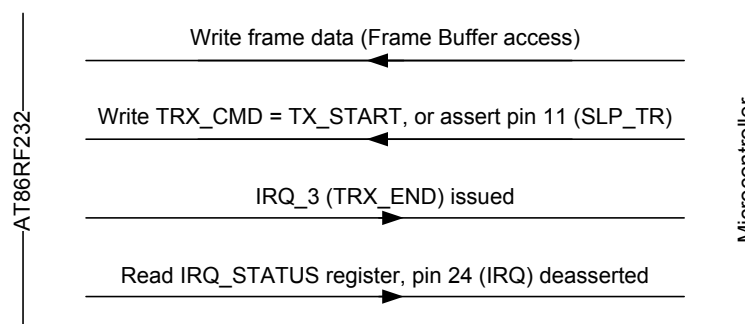 Write frame data (Frame Buffer access)
Write TRX_CMD = TX_START, or assert pin 11 (SLP_TR)
IRQ_3 (TRX_END) issued
Read IRQ_STATUS register, pin 24 (IRQ) deasserted
AT86RF232
Microcontroller